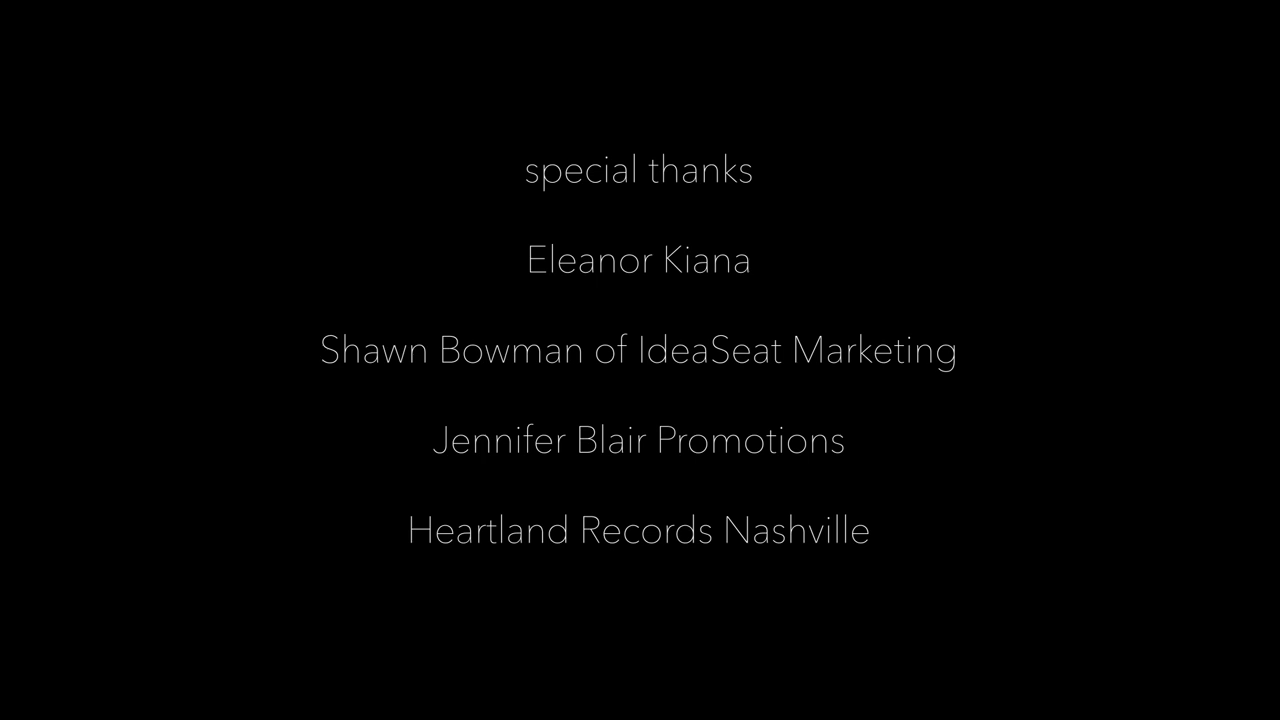 special thanks
Eleanor Kiana
Shawn Bowman of IdeaSeat Marketing
Jennifer Blair Promotions
Heartland Records Nashville